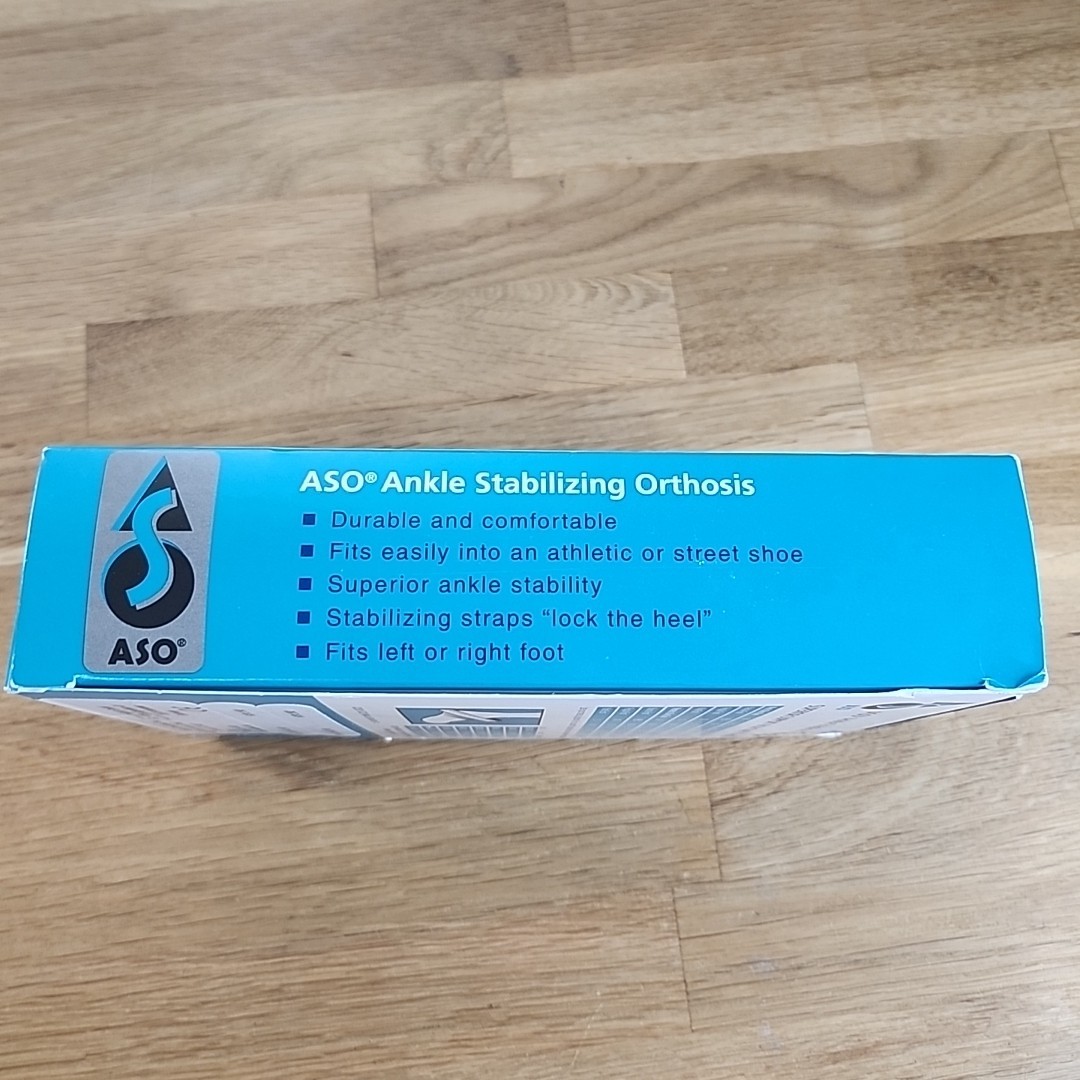 ASO® Ankle Stabilizing Orthosis
■ Durable and comfortable
■ Fits easily into an athletic or street shoe
■ Superior ankle stability
■ Stabilizing straps “lock the heel”
■ Fits left or right foot
ASO®